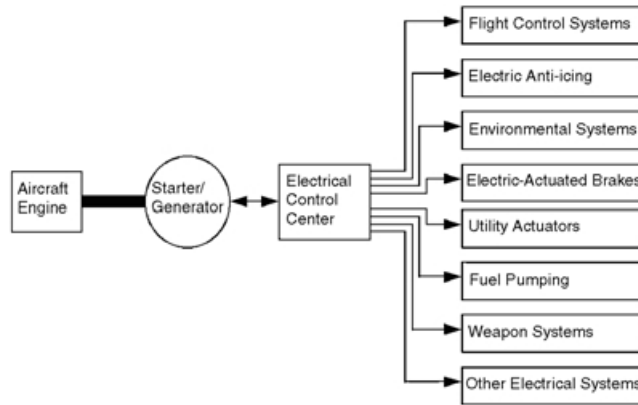 Flight Control Systems
Electric Anti-icing
Environmental Systems
Electric-Actuated Brakes
Utility Actuators
Fuel Pumping
Weapon Systems
Other Electrical Systems
Aircraft
Engine
Starter/
Generator
Electrical
Control
Center